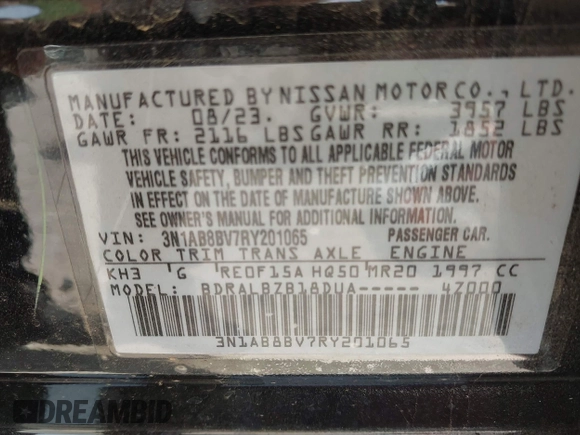 MANUFACTURED BY NISSAN MOTOR CO., LTD.
DATE: 08/23. GVWR: 3957 LBS
GAWR FR: 2116 LBS GAWR RR: 1852 LBS
THIS VEHICLE CONFORMS TO ALL APPLICABLE FEDERAL MOTOR
VEHICLE SAFETY, BUMPER AND THEFT PREVENTION STANDARDS
IN EFFECT ON THE DATE OF MANUFACTURE SHOWN ABOVE.
SEE OWNER'S MANUAL FOR ADDITIONAL INFORMATION.
VIN: 3N1AB8BV7RY201065 PASSENGER CAR.
COLOR TRIM TRANS AXLE ENGINE
KH3 G RE0F15A HQ50 MR20 1997 CC
MODEL: BDRALBZB18DUA----- 4Z000
3N1AB8BV7RY201065
DREAMBID